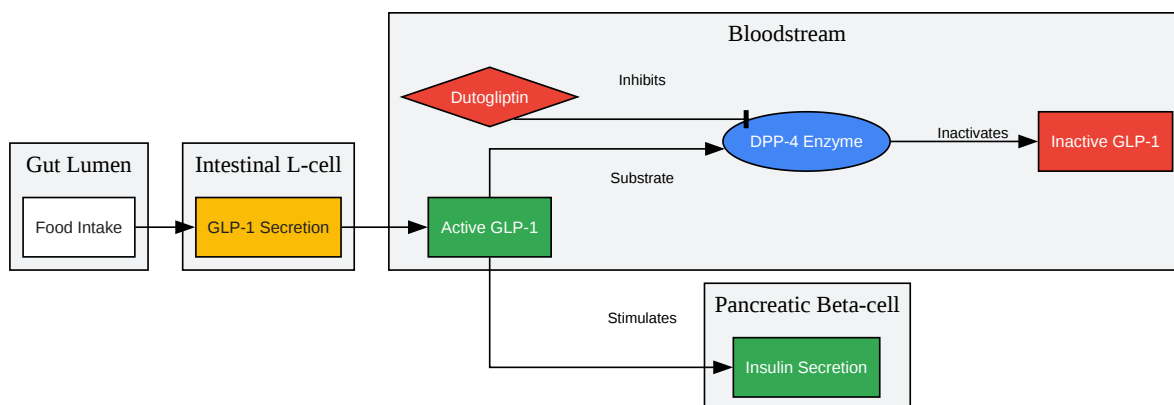 Bloodstream
Dutogliptin
Inhibits
DPP-4 Enzyme
Inactivates
Inactive GLP-1
Gut Lumen
Intestinal L-cell
Substrate
Food Intake
GLP-1 Secretion
Active GLP-1
Pancreatic Beta-cell
Stimulates
Insulin Secretion